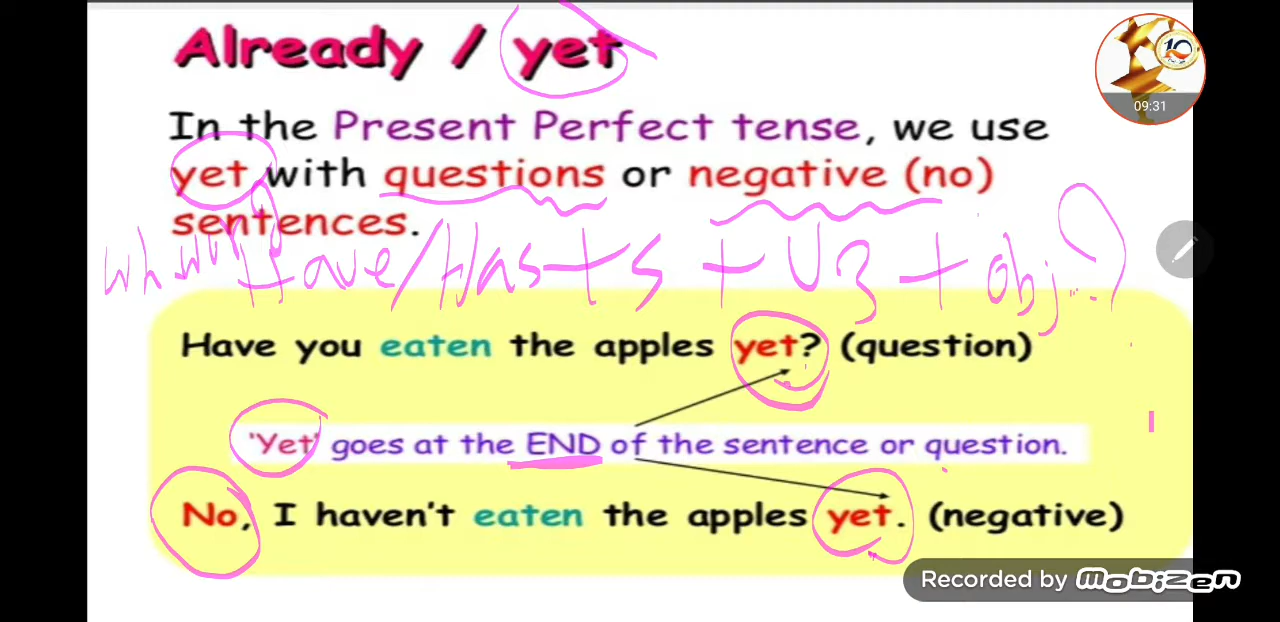 Already / yet
10
09:31
In the Present Perfect tense, we use
yet with questions or negative (no)
sentences.
Have/Has + s + V3 + obj..?
Have you eaten the apples yet? (question)
'Yet' goes at the END of the sentence or question.
No, I haven't eaten the apples yet. (negative)
Recorded by MOBIZEN